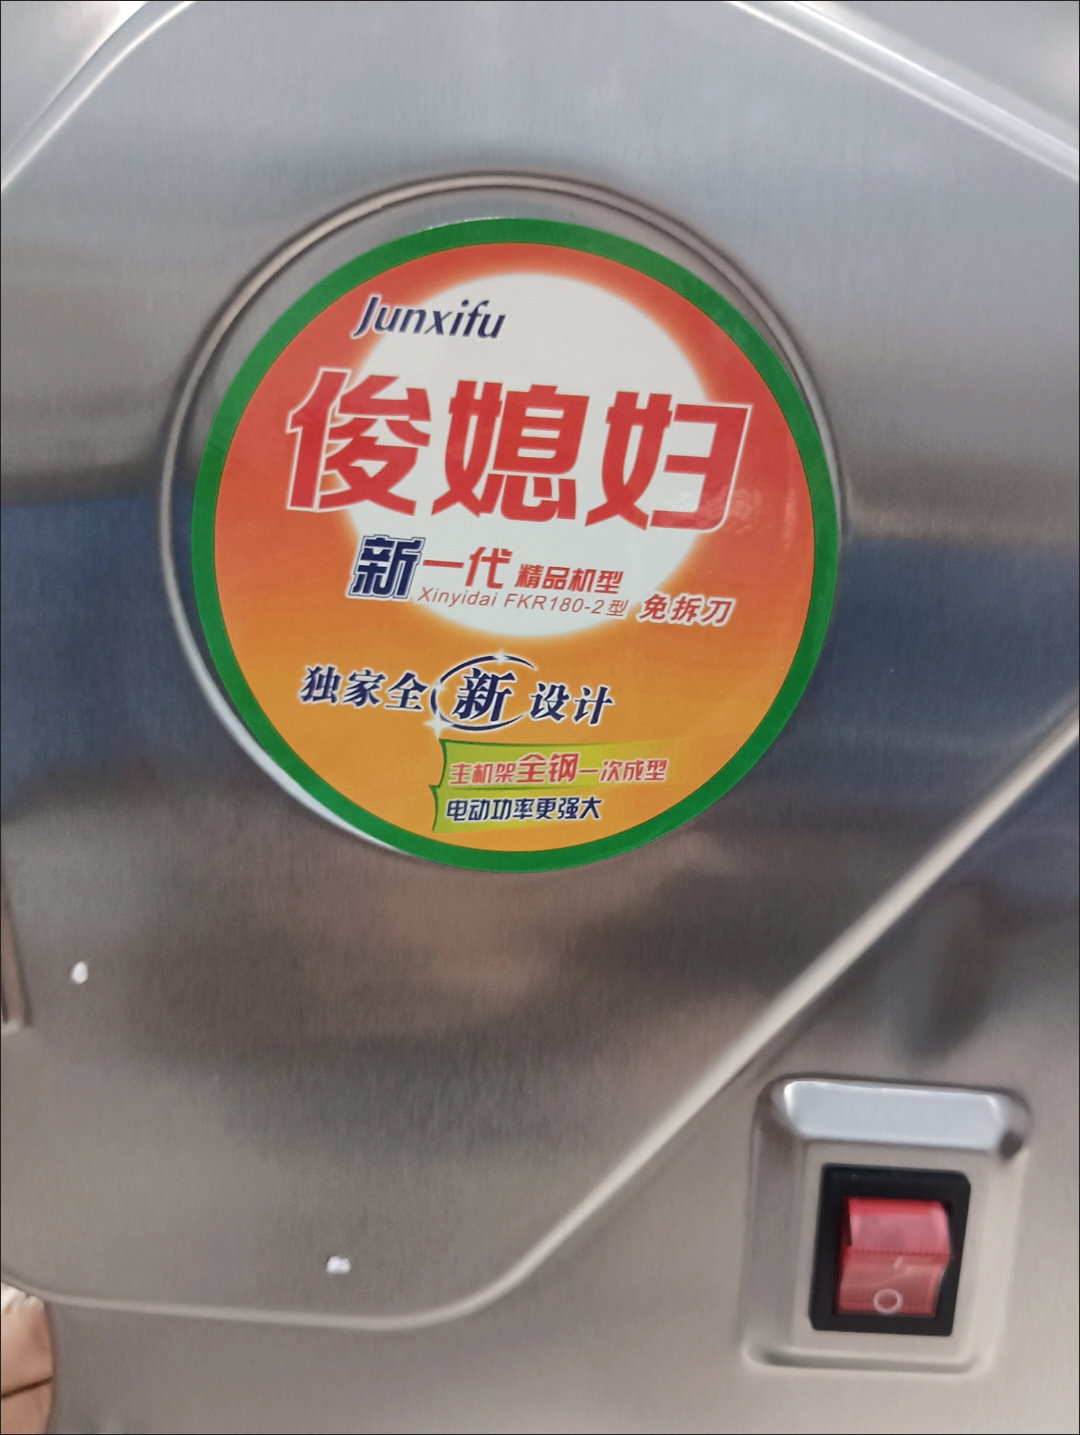 Junxifu
俊媳妇
新一代 精品机型
Xinyidai FKR180-2型 免拆刀
独家全新设计
主机架全钢一次成型
电动功率更强大